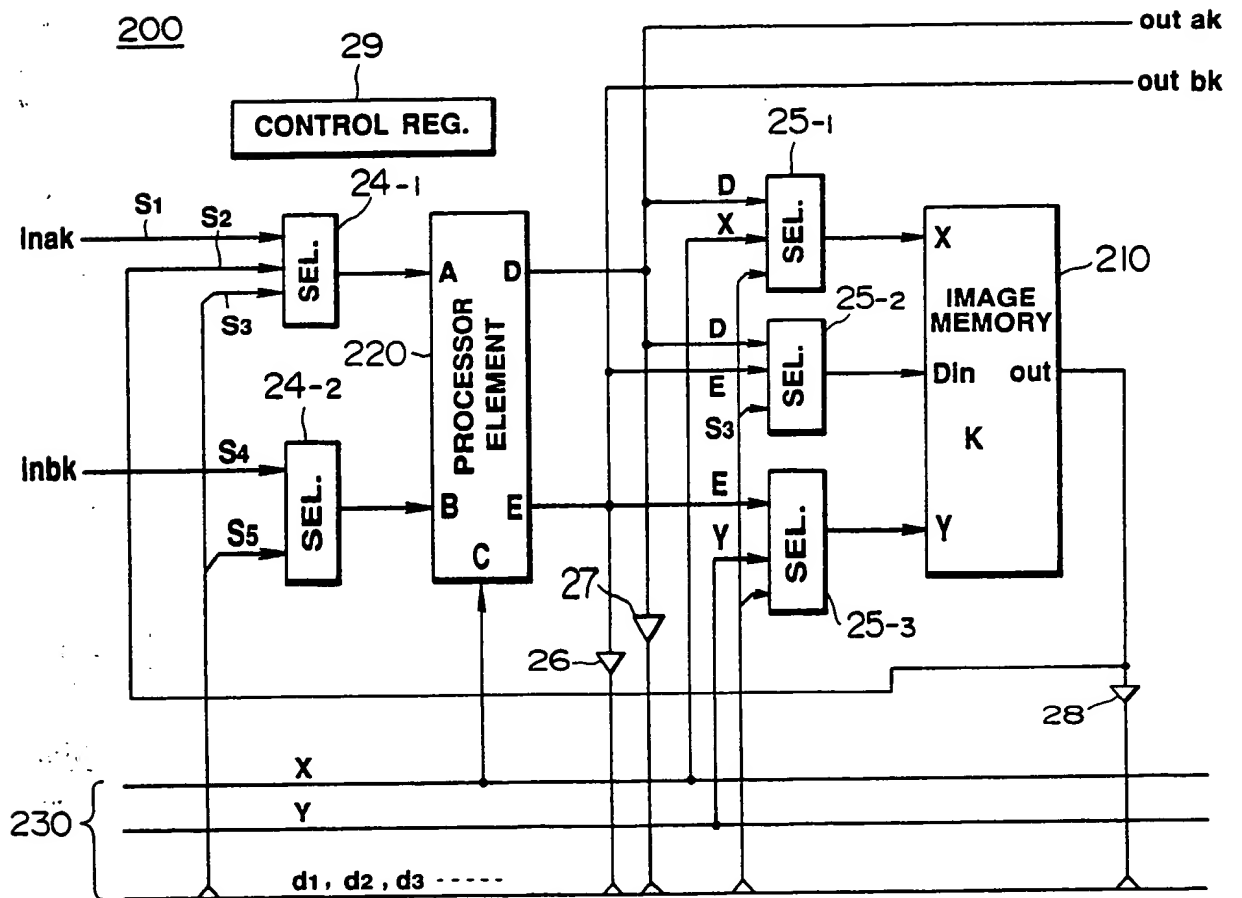 200
out ak
out bk
29
CONTROL REG.
25-1
24-1
S1
S2
inak
S3
SEL.
A
D
PROCESSOR ELEMENT
220
D
X
SEL.
X
210
IMAGE MEMORY
25-2
D
E
S3
SEL.
Din
out
K
24-2
inbk
S4
S5
SEL.
B
E
C
E
Y
SEL.
Y
25-3
27
26
28
X
230
Y
d1, d2, d3 -----